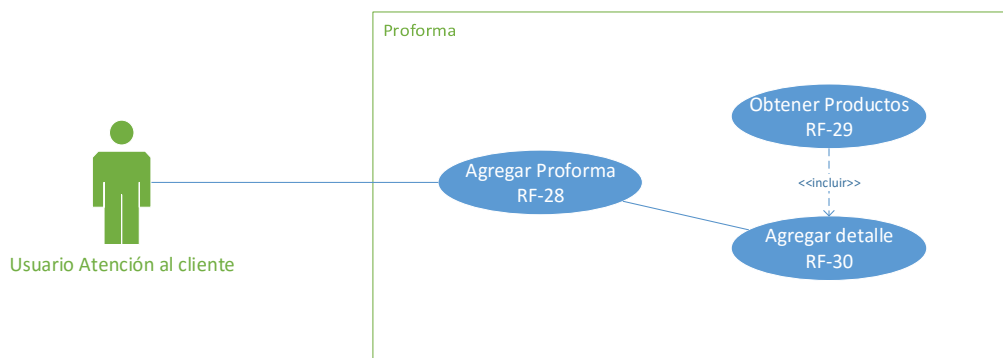 Proforma
Obtener Productos
RF-29
<<incluir>>
Agregar Proforma
RF-28
Agregar detalle
RF-30
Usuario Atención al cliente